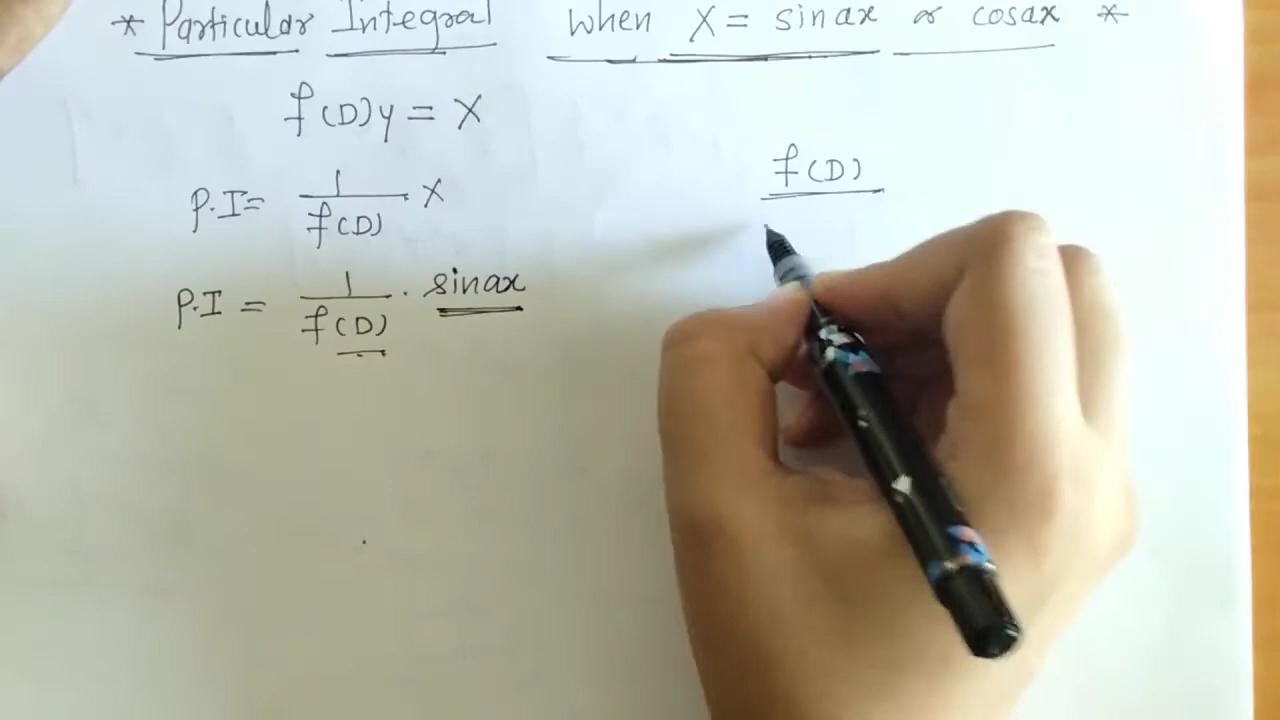 * Particular Integral when X = sinax or cosax *
f(D)y = X
P.I = 1/f(D) . X
P.I = 1/f(D) . sinax
f(D)